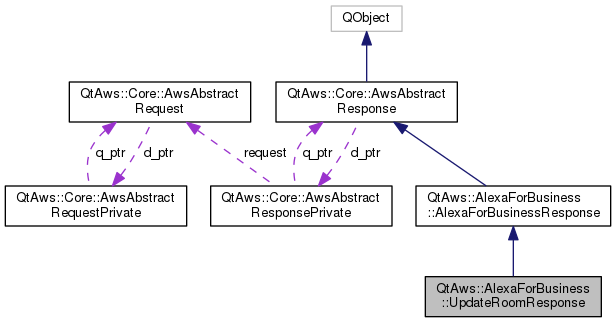 QObject
QtAws::Core::AwsAbstract
Request
QtAws::Core::AwsAbstract
Response
q_ptr
d_ptr
request
q_ptr
d_ptr
QtAws::Core::AwsAbstract
RequestPrivate
QtAws::Core::AwsAbstract
ResponsePrivate
QtAws::AlexaForBusiness
::AlexaForBusinessResponse
QtAws::AlexaForBusiness
::UpdateRoomResponse